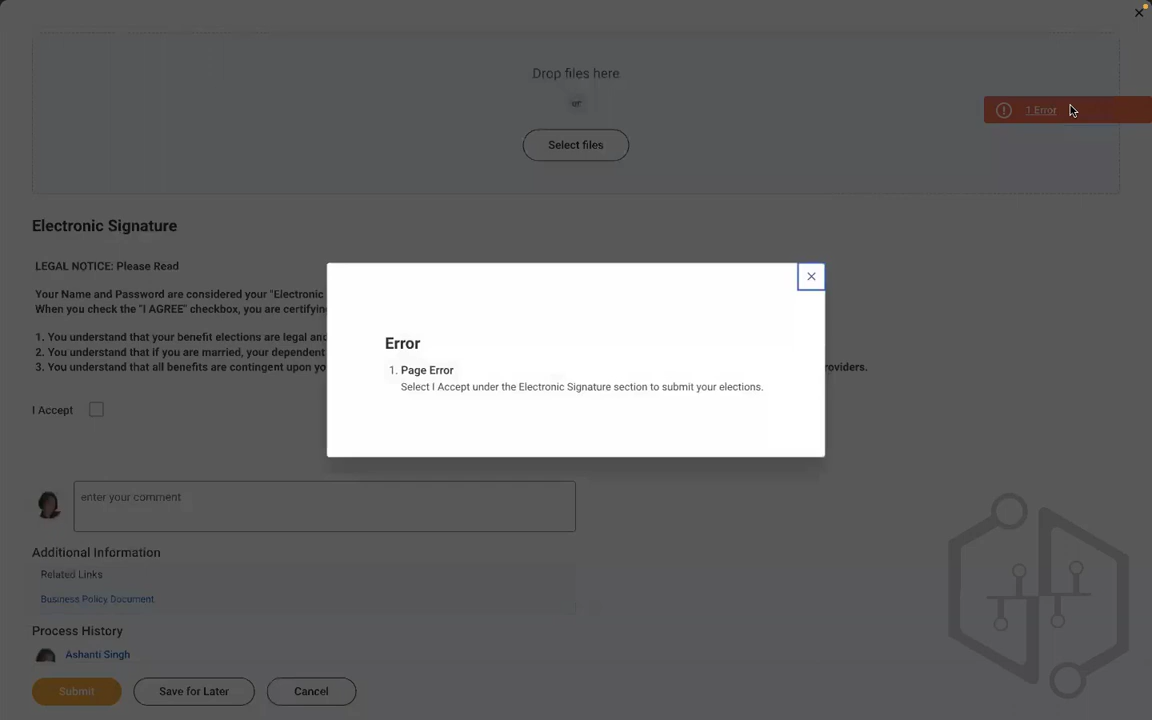 Drop files here
or
Select files
1 Error
Electronic Signature
LEGAL NOTICE: Please Read
Your Name and Password are considered your "Electronic
When you check the "I AGREE" checkbox, you are certifyin
1. You understand that your benefit elections are legal and
2. You understand that if you are married, your dependent
3. You understand that all benefits are contingent upon yo
roviders.
Error
1. Page Error
Select I Accept under the Electronic Signature section to submit your elections.
I Accept
enter your comment
Additional Information
Related Links
Business Policy Document
Process History
Ashanti Singh
Submit
Save for Later
Cancel